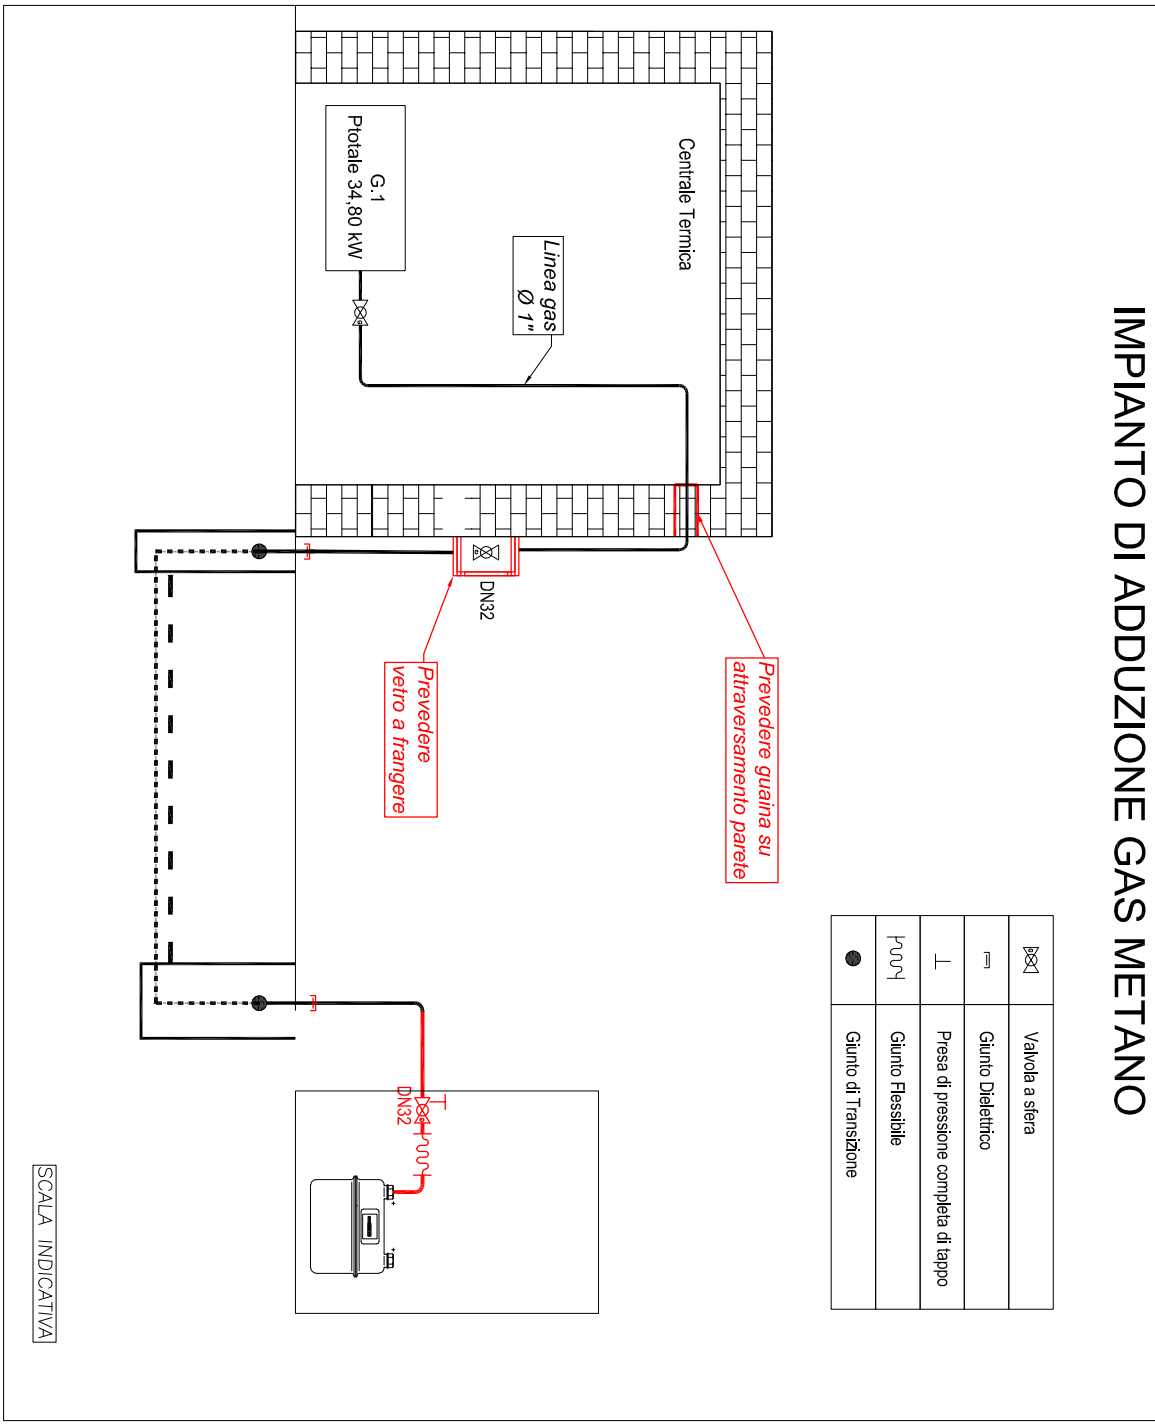 IMPIANTO DI ADDUZIONE GAS METANO
Centrale Termica
G.1
Ptotale 34,80 kW
Linea gas
Ø 1"
DN32
Prevedere guaina su
attraversamento parete
Prevedere
vetro a frangere
DN32
Valvola a sfera
Giunto Dielettrico
Presa di pressione completa di tappo
Giunto Flessibile
Giunto di Transizione
SCALA INDICATIVA